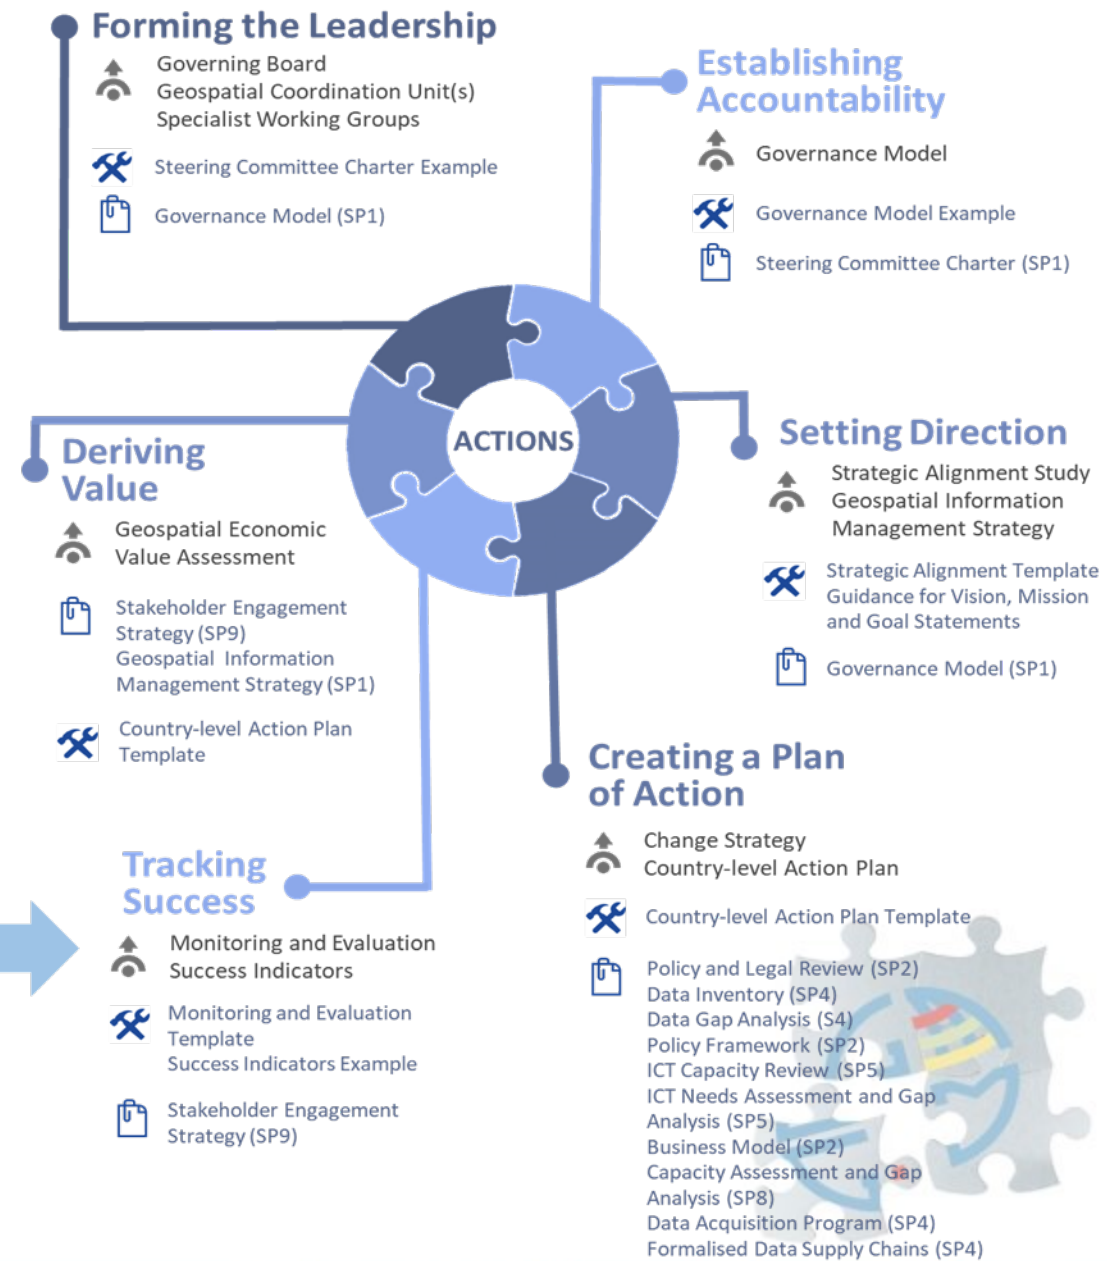 Forming the Leadership
Governing Board
Geospatial Coordination Unit(s)
Specialist Working Groups
Steering Committee Charter Example
Governance Model (SP1)
Establishing
Accountability
Governance Model
Governance Model Example
Steering Committee Charter (SP1)
ACTIONS
Setting Direction
Strategic Alignment Study
Geospatial Information
Management Strategy
Strategic Alignment Template
Guidance for Vision, Mission
and Goal Statements
Governance Model (SP1)
Creating a Plan
of Action
Change Strategy
Country-level Action Plan
Country-level Action Plan Template
Policy and Legal Review (SP2)
Data Inventory (SP4)
Data Gap Analysis (S4)
Policy Framework (SP2)
ICT Capacity Review (SP5)
ICT Needs Assessment and Gap
Analysis (SP5)
Business Model (SP2)
Capacity Assessment and Gap
Analysis (SP8)
Data Acquisition Program (SP4)
Formalised Data Supply Chains (SP4)
Tracking
Success
Monitoring and Evaluation
Success Indicators
Monitoring and Evaluation
Template
Success Indicators Example
Stakeholder Engagement
Strategy (SP9)
Deriving
Value
Geospatial Economic
Value Assessment
Stakeholder Engagement
Strategy (SP9)
Geospatial Information
Management Strategy (SP1)
Country-level Action Plan
Template